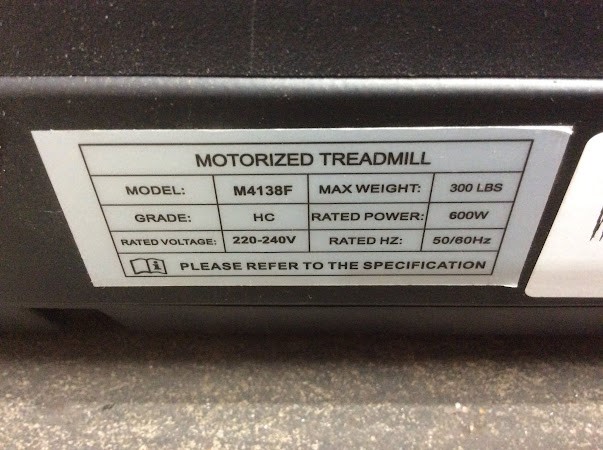 MOTORIZED TREADMILL
MODEL: M4138F MAX WEIGHT: 300 LBS
GRADE: HC RATED POWER: 600W
RATED VOLTAGE: 220-240V RATED HZ: 50/60Hz
PLEASE REFER TO THE SPECIFICATION